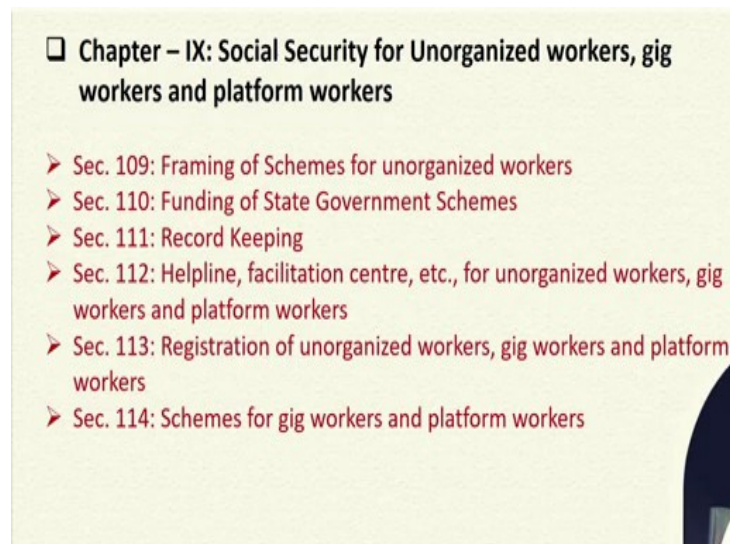 Chapter – IX: Social Security for Unorganized workers, gig
workers and platform workers
Sec. 109: Framing of Schemes for unorganized workers
Sec. 110: Funding of State Government Schemes
Sec. 111: Record Keeping
Sec. 112: Helpline, facilitation centre, etc., for unorganized workers, gig
workers and platform workers
Sec. 113: Registration of unorganized workers, gig workers and platform
workers
Sec. 114: Schemes for gig workers and platform workers